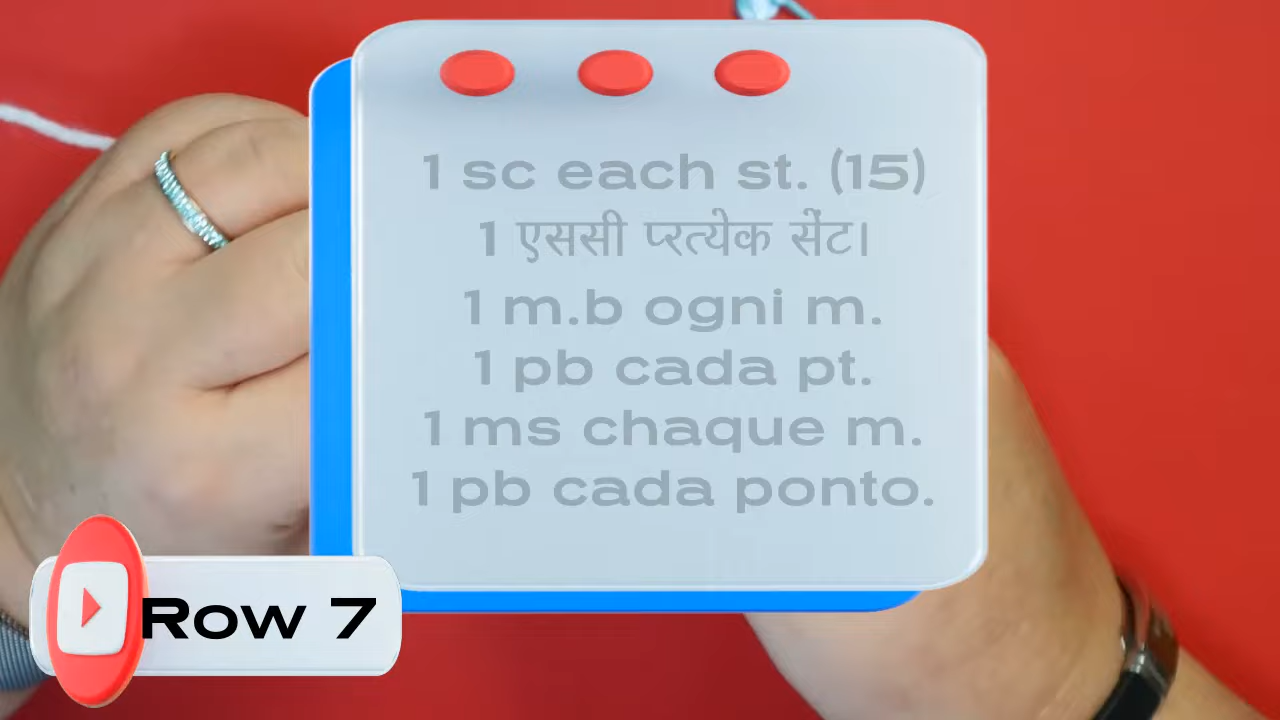 1 sc each st. (15)
1 एससी प्रत्येक सेंट।
1 m.b ogni m.
1 pb cada pt.
1 ms chaque m.
1 pb cada ponto.
Row 7